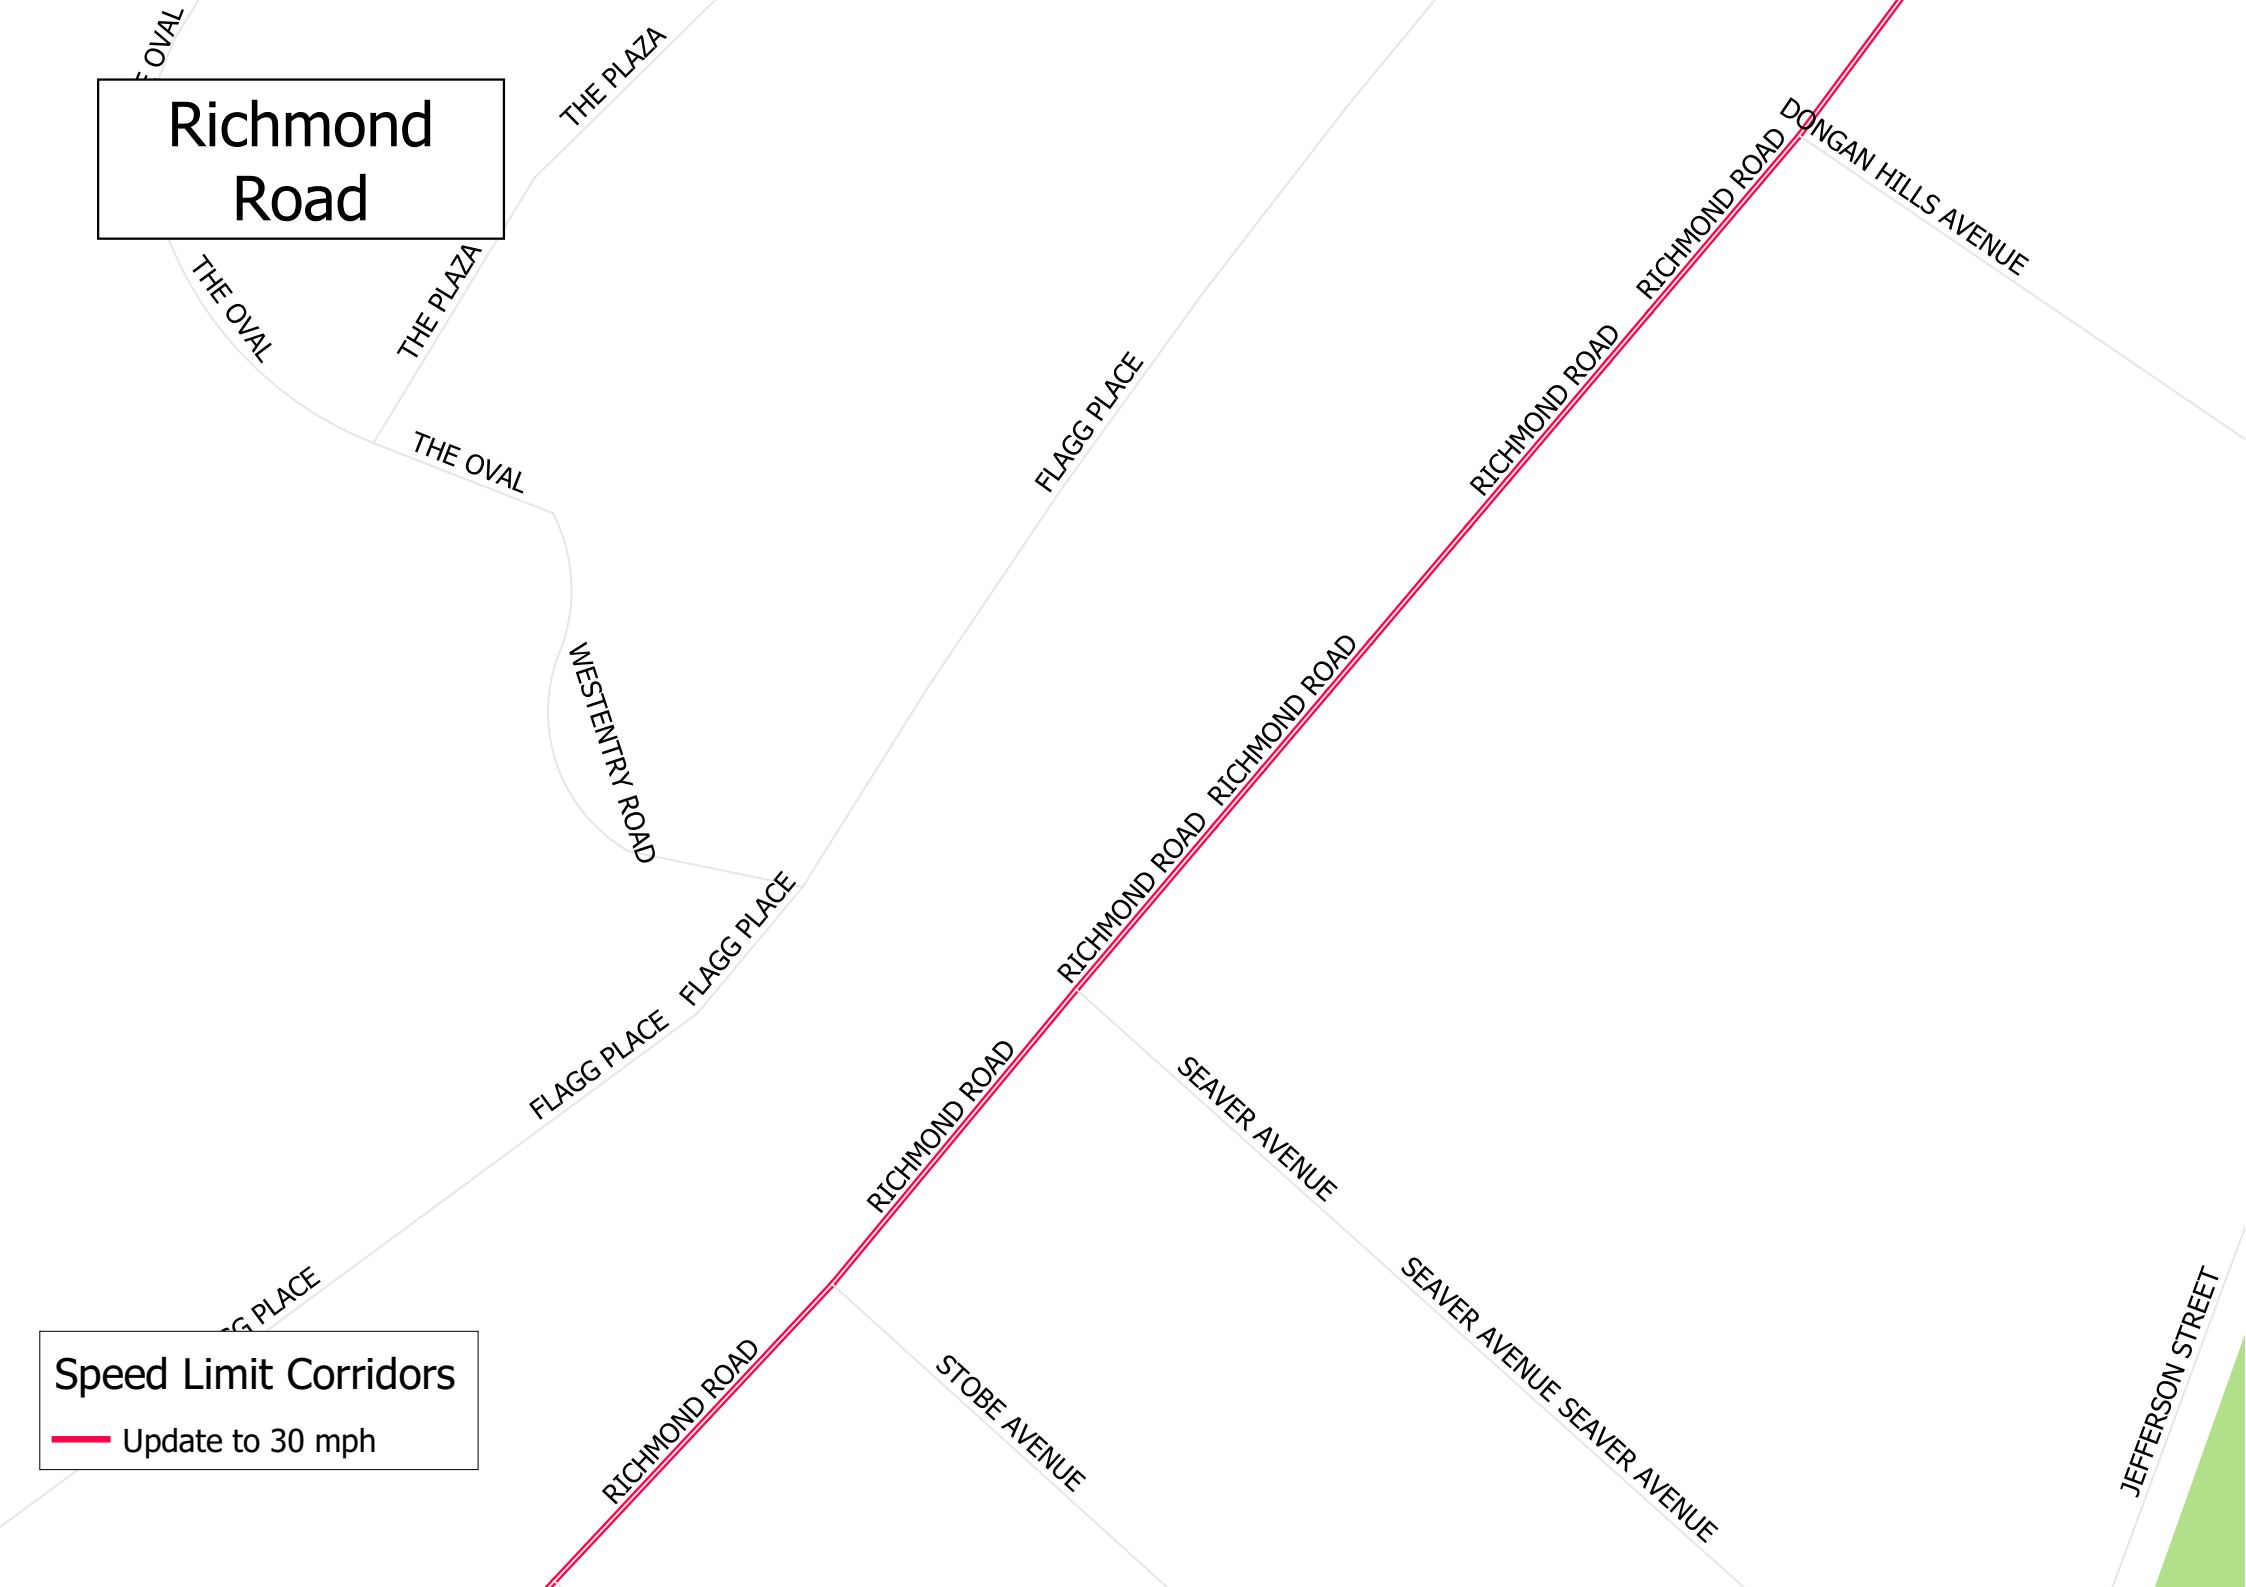 OVAL
THE PLAZA
Richmond
Road
DONGAN HILLS AVENUE
RICHMOND ROAD
THE OVAL
THE PLAZA
RICHMOND ROAD
FLAGG PLACE
THE OVAL
RICHMOND ROAD
WESTENTRY ROAD
RICHMOND ROAD
FLAGG PLACE
FLAGG PLACE
RICHMOND ROAD
SEAVER AVENUE
PLACE
SEAVER AVENUE
JEFFERSON STREET
RICHMOND ROAD
STOBE AVENUE
SEAVER AVENUE
Speed Limit Corridors
Update to 30 mph